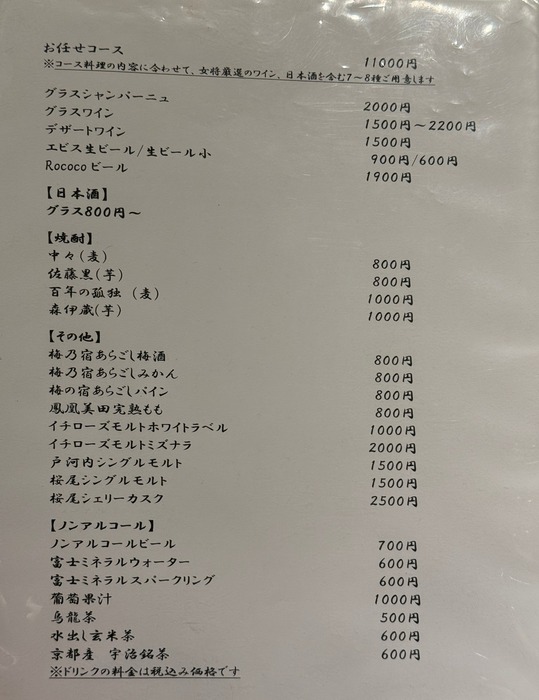 お任せコース 11000円
※コース料理の内容に合わせて、女将厳選のワイン、日本酒を含む7〜8種ご用意します
グラスシャンパーニュ 2000円
グラスワイン 1500円〜2200円
デザートワイン 1500円
エビス生ビール/生ビール小 900円/600円
Rococoビール 1900円
【日本酒】
グラス800円〜
【焼酎】
中々(麦) 800円
佐藤黒(芋) 800円
百年の孤独 (麦) 1000円
森伊蔵(芋) 1000円
【その他】
梅乃宿あらごし梅酒 800円
梅乃宿あらごしみかん 800円
梅の宿あらごしパイン 800円
鳳凰美田完熟もも 800円
イチローズモルトホワイトラベル 1000円
イチローズモルトミズナラ 2000円
戸河内シングルモルト 1500円
桜尾シングルモルト 1500円
桜尾シェリーカスク 2500円
【ノンアルコール】
ノンアルコールビール 700円
富士ミネラルウォーター 600円
富士ミネラルスパークリング 600円
葡萄果汁 1000円
烏龍茶 500円
水出し玄米茶 600円
京都産 宇治銘茶 600円
※ドリンクの料金は税込み価格です